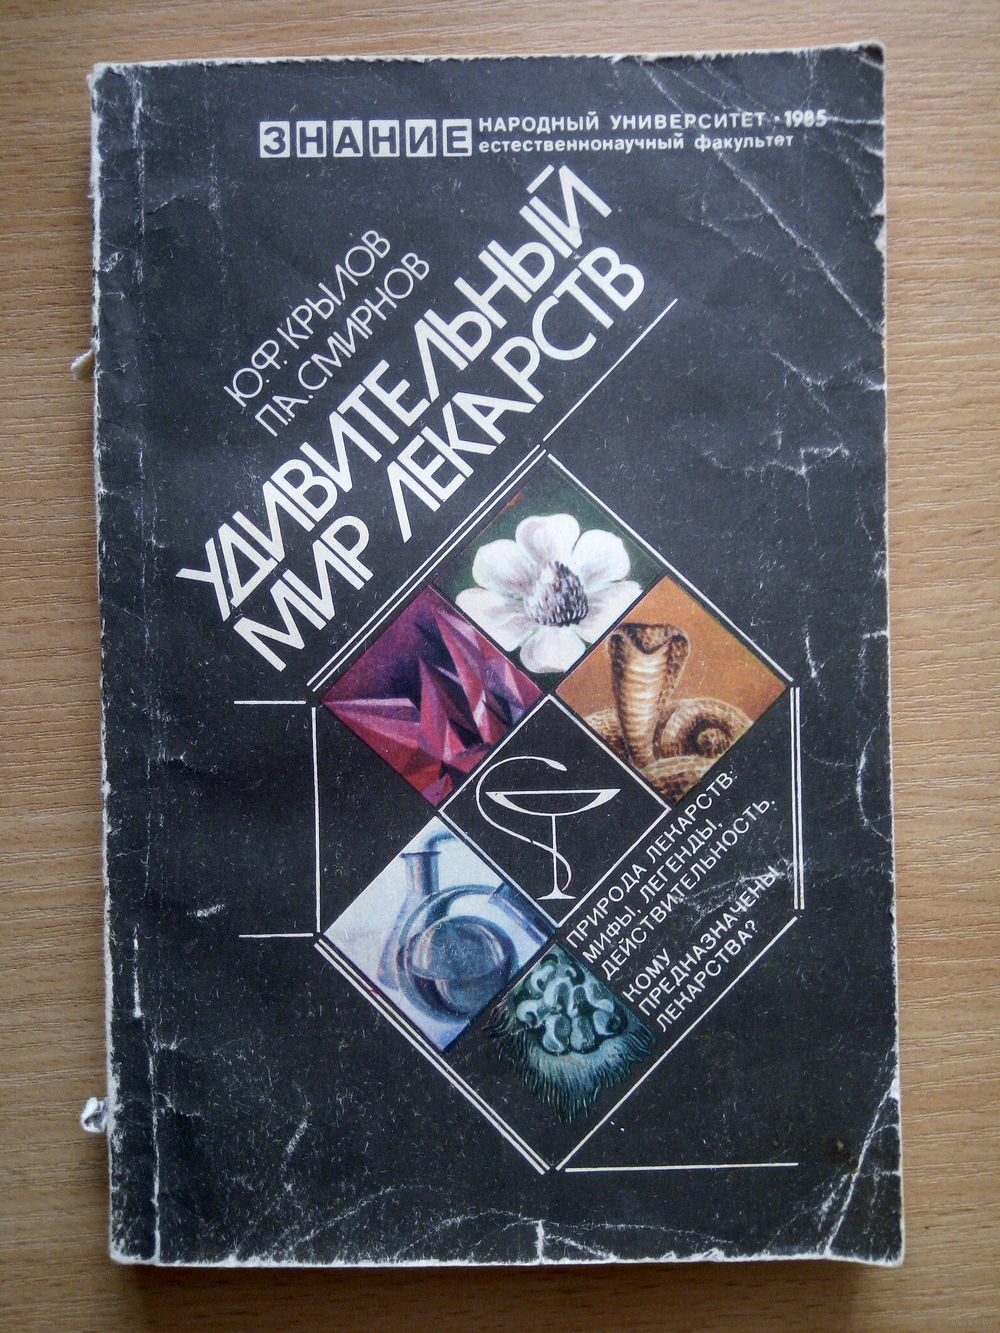 ЗНАНИЕ
НАРОДНЫЙ УНИВЕРСИТЕТ · 1985
естественнонаучный факультет
Ю.Ф.КРЫЛОВ
П.А.СМИРНОВ
УДИВИТЕЛЬНЫЙ
МИР ЛЕКАРСТВ
ПРИРОДА ЛЕКАРСТВ:
МИФЫ, ЛЕГЕНДЫ,
ДЕЙСТВИТЕЛЬНОСТЬ.
КОМУ
ПРЕДНАЗНАЧЕНЫ
ЛЕКАРСТВА?